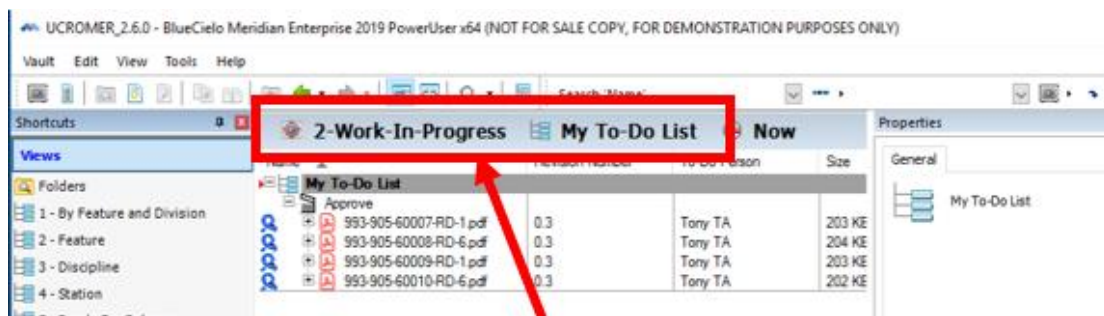 UCROMER_2.6.0 - BlueCielo Meridian Enterprise 2019 PowerUser x64 (NOT FOR SALE COPY, FOR DEMONSTRATION PURPOSES ONLY)
Vault Edit View Tools Help
Search 'Name'
Shortcuts
2-Work-In-Progress My To-Do List Now
Properties
Views
Name Revision Number To-Do Person Size
General
Folders
My To-Do List
My To-Do List
1 - By Feature and Division
Approve
993-905-60007-RD-1.pdf 0.3 Tony TA 203 KE
2 - Feature
993-905-60008-RD-6.pdf 0.3 Tony TA 204 KE
3 - Discipline
993-905-60009-RD-1.pdf 0.3 Tony TA 203 KE
4 - Station
993-905-60010-RD-6.pdf 0.3 Tony TA 202 KE